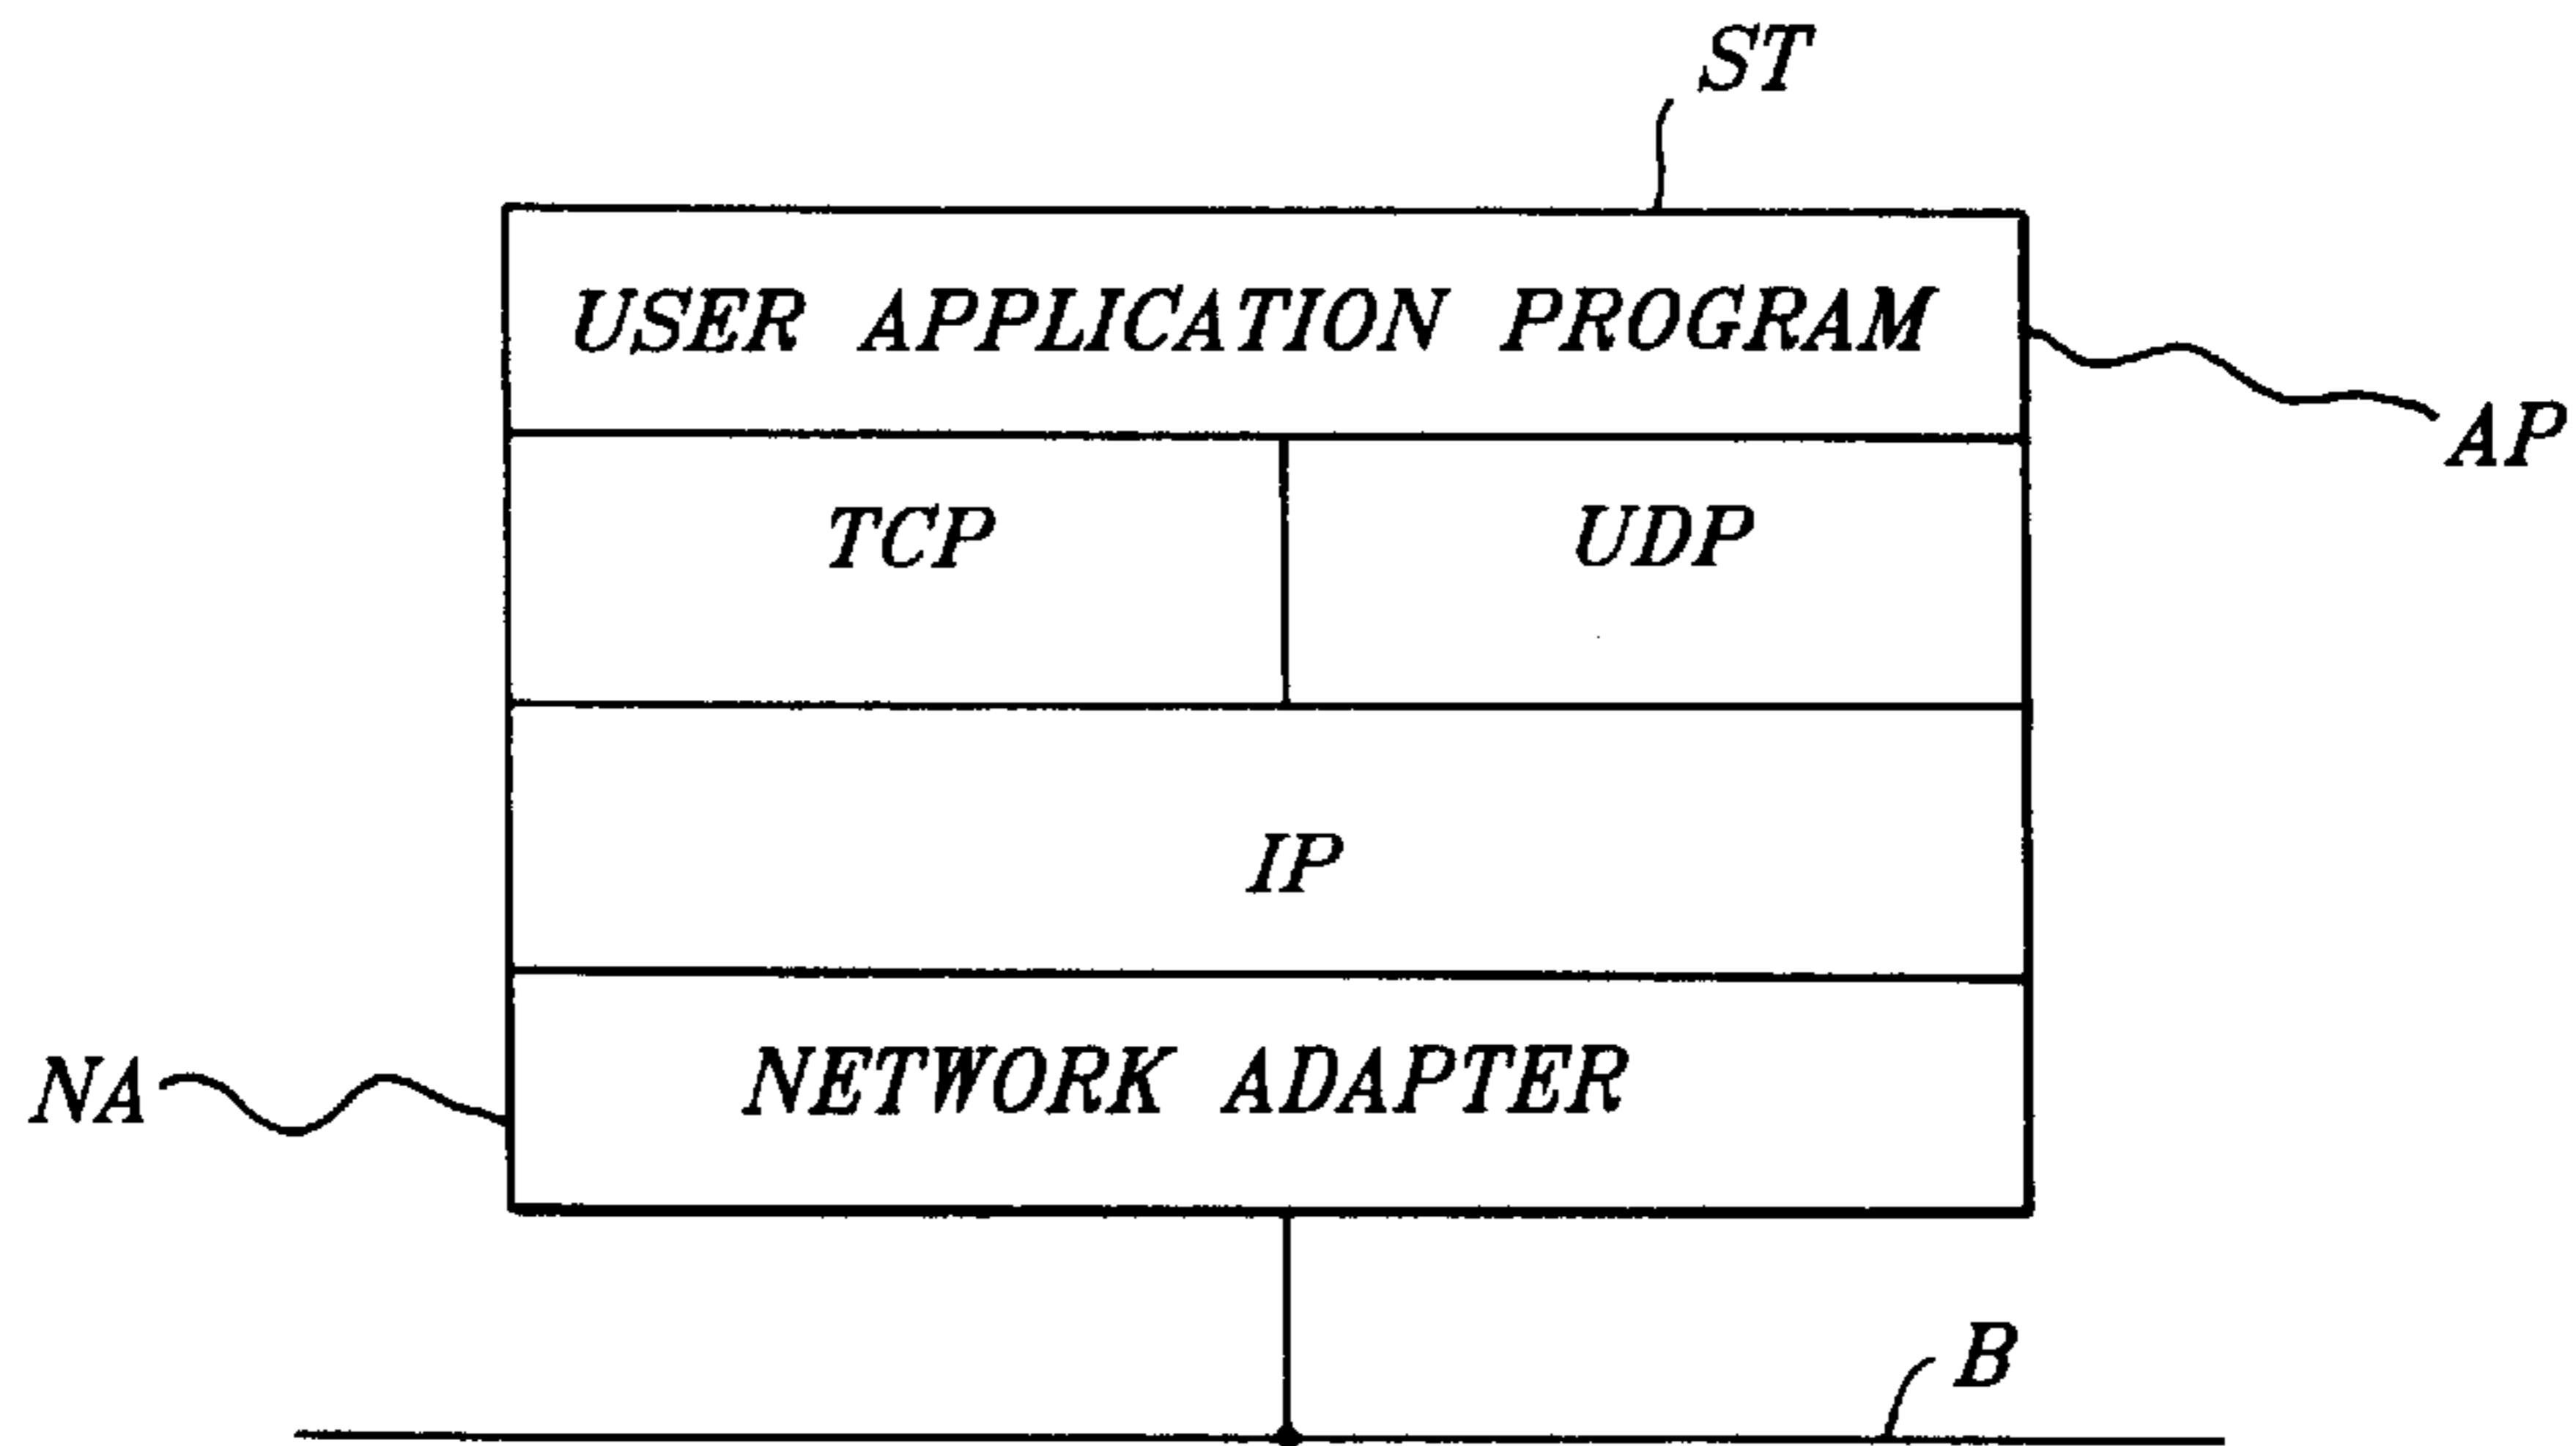 ST
USER APPLICATION PROGRAM
AP
TCP
UDP
IP
NA
NETWORK ADAPTER
B